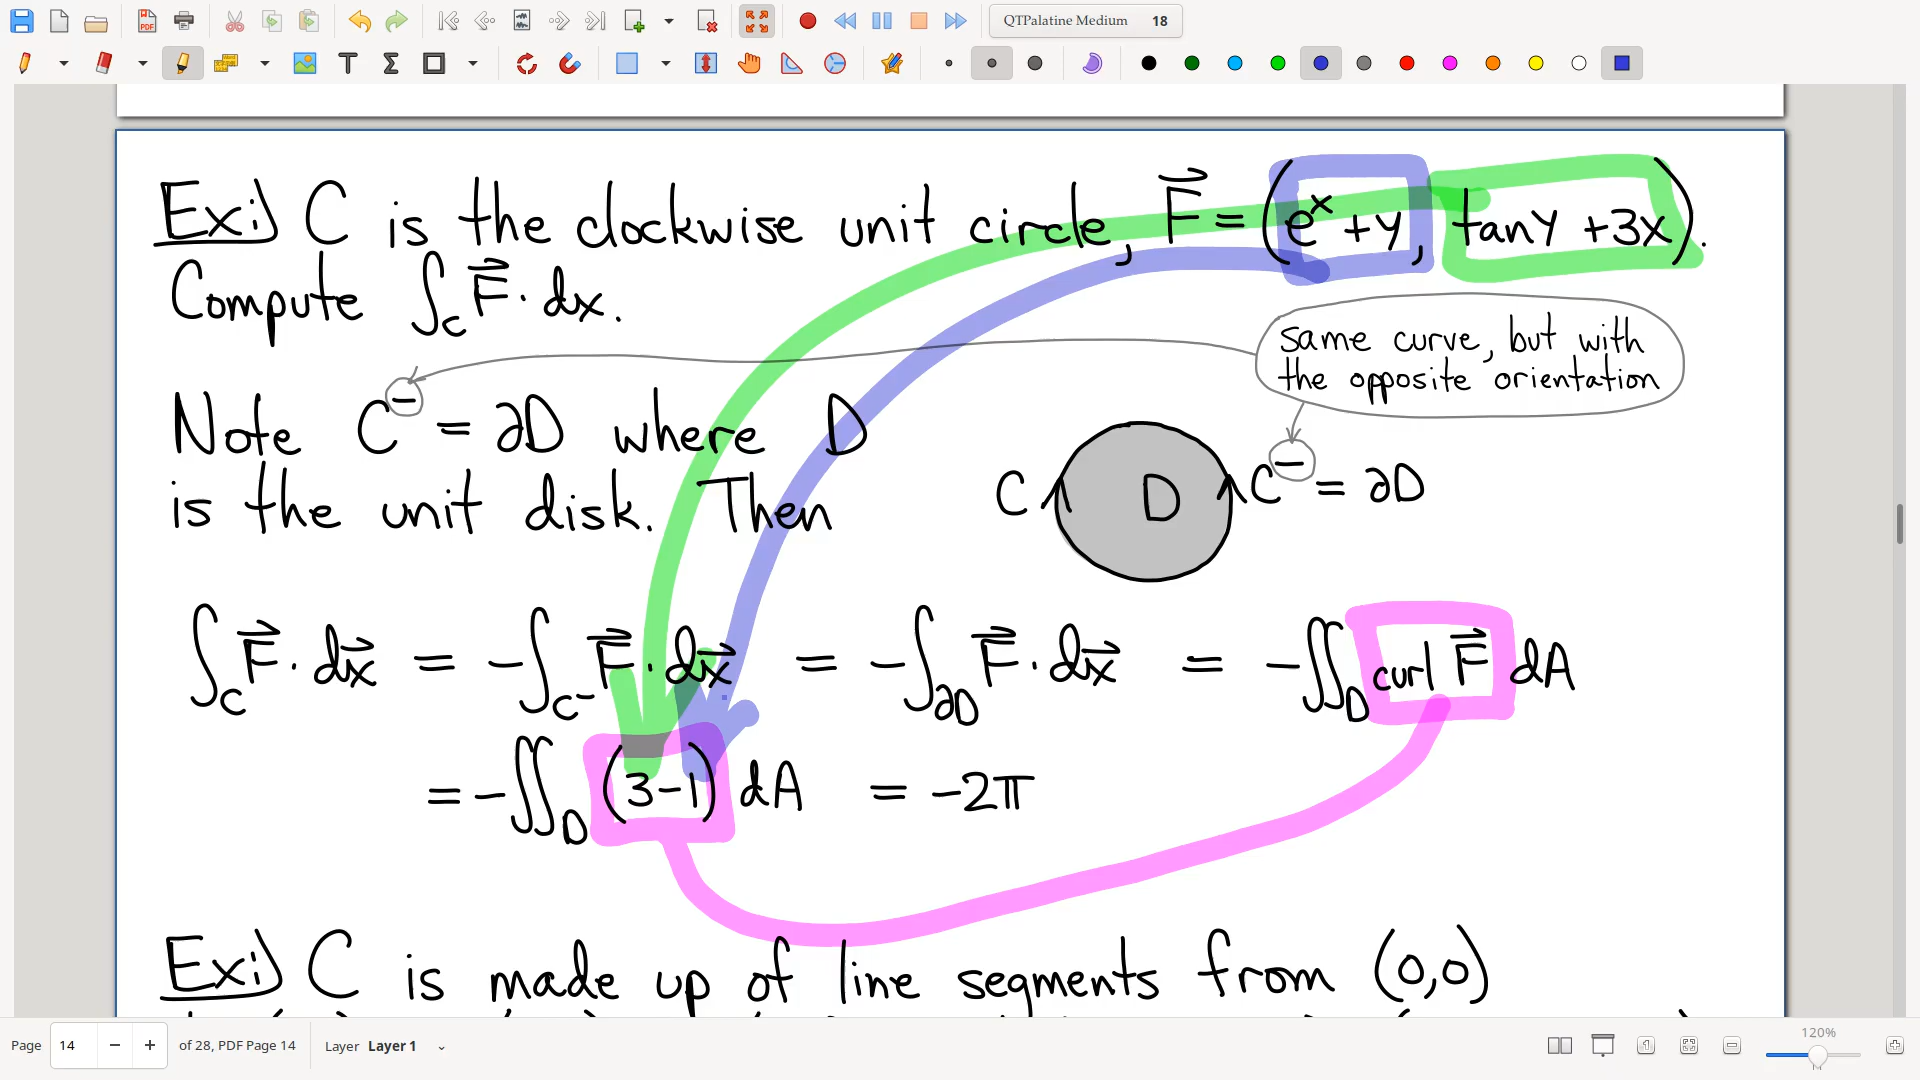 QTPalatine Medium 18
Ex:) C is the clockwise unit circle, F⃗ = (eˣ + y, tan y + 3x).
Compute ∫_C F⃗ · dx.
same curve, but with
the opposite orientation
Note C⁻ = ∂D where D
is the unit disk. Then
C D C⁻ = ∂D
∫_C F⃗ · dx⃗ = -∫_C⁻ F⃗ · dx⃗ = -∫_∂D F⃗ · dx⃗ = -∬_D curl F⃗ dA
= -∬_D (3-1) dA = -2π
Ex:) C is made up of line segments from (0,0)
Page 14 of 28, PDF Page 14 Layer Layer 1 120%